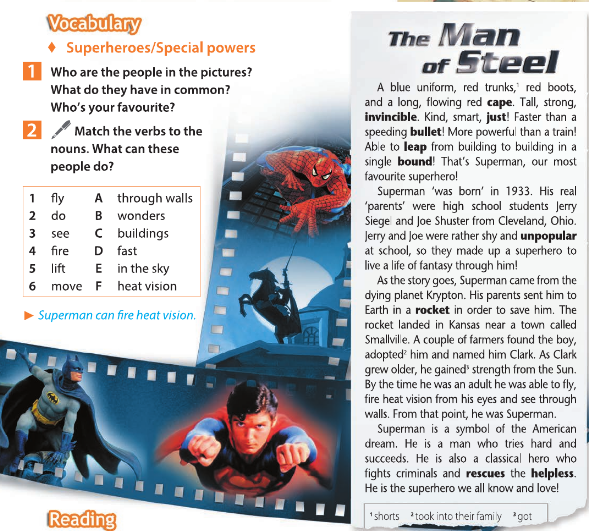 Vocabulary
♦ Superheroes/Special powers
1 Who are the people in the pictures?
What do they have in common?
Who's your favourite?
2 Match the verbs to the
nouns. What can these
people do?
1 fly A through walls
2 do B wonders
3 see C buildings
4 fire D fast
5 lift E in the sky
6 move F heat vision
► Superman can fire heat vision.
Reading
The Man
of Steel
A blue uniform, red trunks,¹ red boots,
and a long, flowing red cape. Tall, strong,
invincible. Kind, smart, just! Faster than a
speeding bullet! More powerful than a train!
Able to leap from building to building in a
single bound! That's Superman, our most
favourite superhero!
Superman 'was born' in 1933. His real
'parents' were high school students Jerry
Siegel and Joe Shuster from Cleveland, Ohio.
Jerry and Joe were rather shy and unpopular
at school, so they made up a superhero to
live a life of fantasy through him!
As the story goes, Superman came from the
dying planet Krypton. His parents sent him to
Earth in a rocket in order to save him. The
rocket landed in Kansas near a town called
Smallville. A couple of farmers found the boy,
adopted² him and named him Clark. As Clark
grew older, he gained³ strength from the Sun.
By the time he was an adult he was able to fly,
fire heat vision from his eyes and see through
walls. From that point, he was Superman.
Superman is a symbol of the American
dream. He is a man who tries hard and
succeeds. He is also a classical hero who
fights criminals and rescues the helpless.
He is the superhero we all know and love!
¹shorts ²took into their family ³got